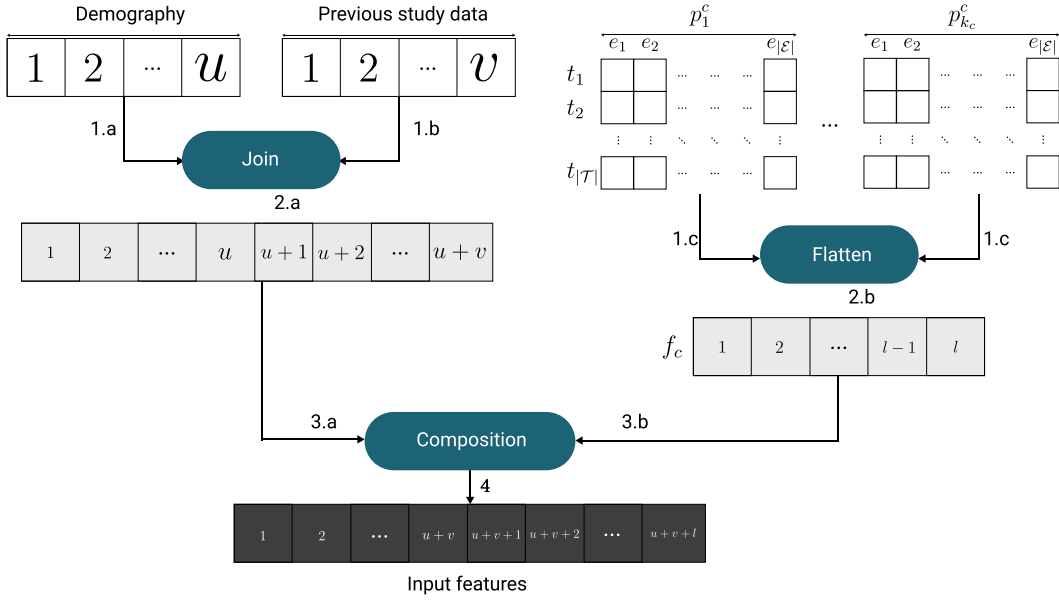 Demography
Previous study data
1 2 ... u
1 2 ... v
1.a
1.b
Join
2.a
1 2 ... u u + 1 u + 2 ... u + v
p_1^c
p_{k_c}^c
e_1 e_2 e_{|ℰ|}
e_1 e_2 e_{|ℰ|}
t_1 ... ... ...
... ... ...
t_2 ... ... ...
... ... ...
...
⋮ ⋮ ⋱ ⋱ ⋱ ⋮
⋮ ⋮ ⋱ ⋱ ⋱ ⋮
t_{|𝒯|} ... ... ...
... ... ...
1.c
1.c
Flatten
2.b
f_c 1 2 ... l − 1 l
3.a
3.b
Composition
4
1 2 ... u + v u + v + 1 u + v + 2 ... u + v + l
Input features